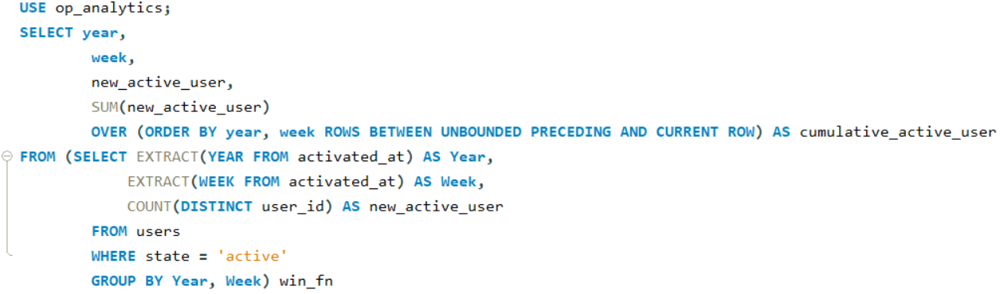 USE op_analytics;
SELECT year,
week,
new_active_user,
SUM(new_active_user)
OVER (ORDER BY year, week ROWS BETWEEN UNBOUNDED PRECEDING AND CURRENT ROW) AS cumulative_active_user
FROM (SELECT EXTRACT(YEAR FROM activated_at) AS Year,
EXTRACT(WEEK FROM activated_at) AS Week,
COUNT(DISTINCT user_id) AS new_active_user
FROM users
WHERE state = 'active'
GROUP BY Year, Week) win_fn